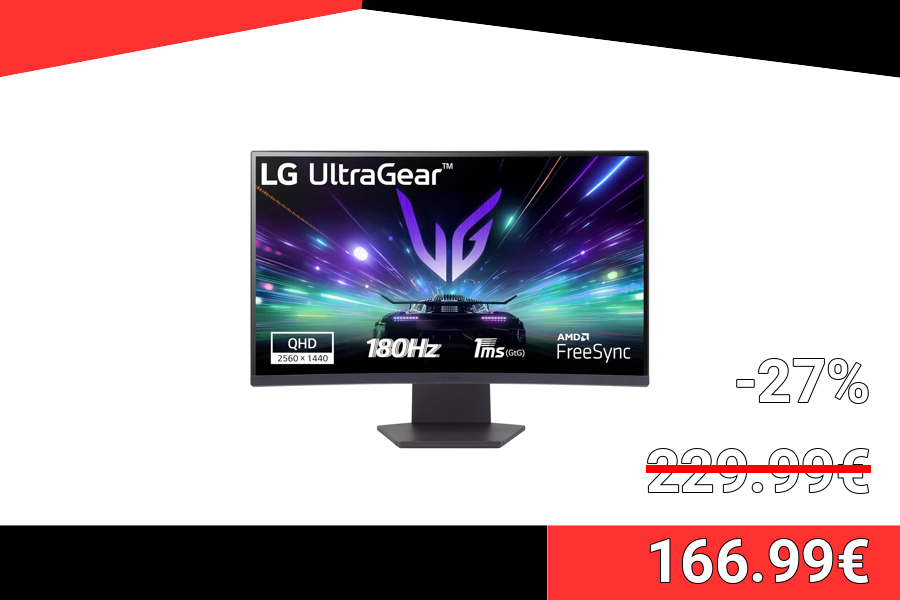 LG UltraGear™
QHD
2560 x 1440
180Hz
1ms (GtG)
AMD
FreeSync
-27%
229.99€
166.99€